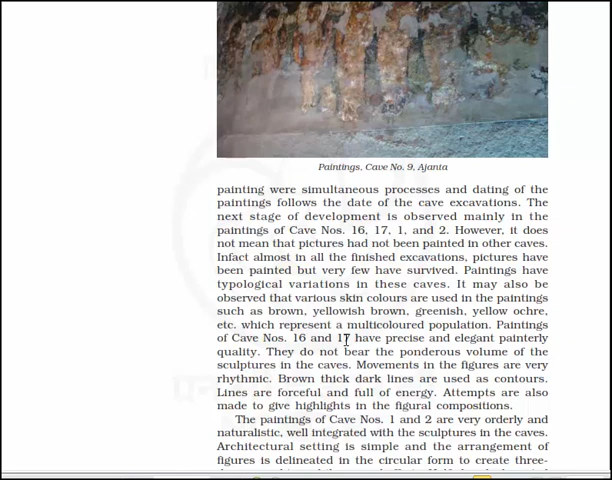 Paintings, Cave No. 9, Ajanta
painting were simultaneous processes and dating of the
paintings follows the date of the cave excavations. The
next stage of development is observed mainly in the
paintings of Cave Nos. 16, 17, 1, and 2. However, it does
not mean that pictures had not been painted in other caves.
Infact almost in all the finished excavations, pictures have
been painted but very few have survived. Paintings have
typological variations in these caves. It may also be
observed that various skin colours are used in the paintings
such as brown, yellowish brown, greenish, yellow ochre,
etc. which represent a multicoloured population. Paintings
of Cave Nos. 16 and 17 have precise and elegant painterly
quality. They do not bear the ponderous volume of the
sculptures in the caves. Movements in the figures are very
rhythmic. Brown thick dark lines are used as contours.
Lines are forceful and full of energy. Attempts are also
made to give highlights in the figural compositions.
The paintings of Cave Nos. 1 and 2 are very orderly and
naturalistic, well integrated with the sculptures in the caves.
Architectural setting is simple and the arrangement of
figures is delineated in the circular form to create three-